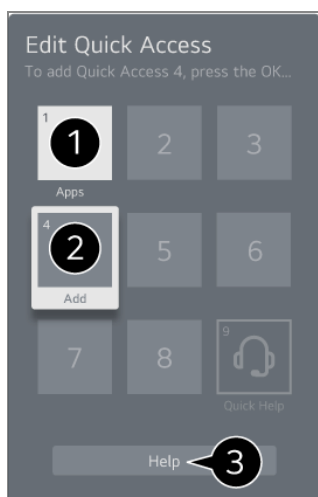 Edit Quick Access
To add Quick Access 4, press the OK...
1
1
2
3
Apps
4
2
5
6
Add
7
8
9
Quick Help
Help
3